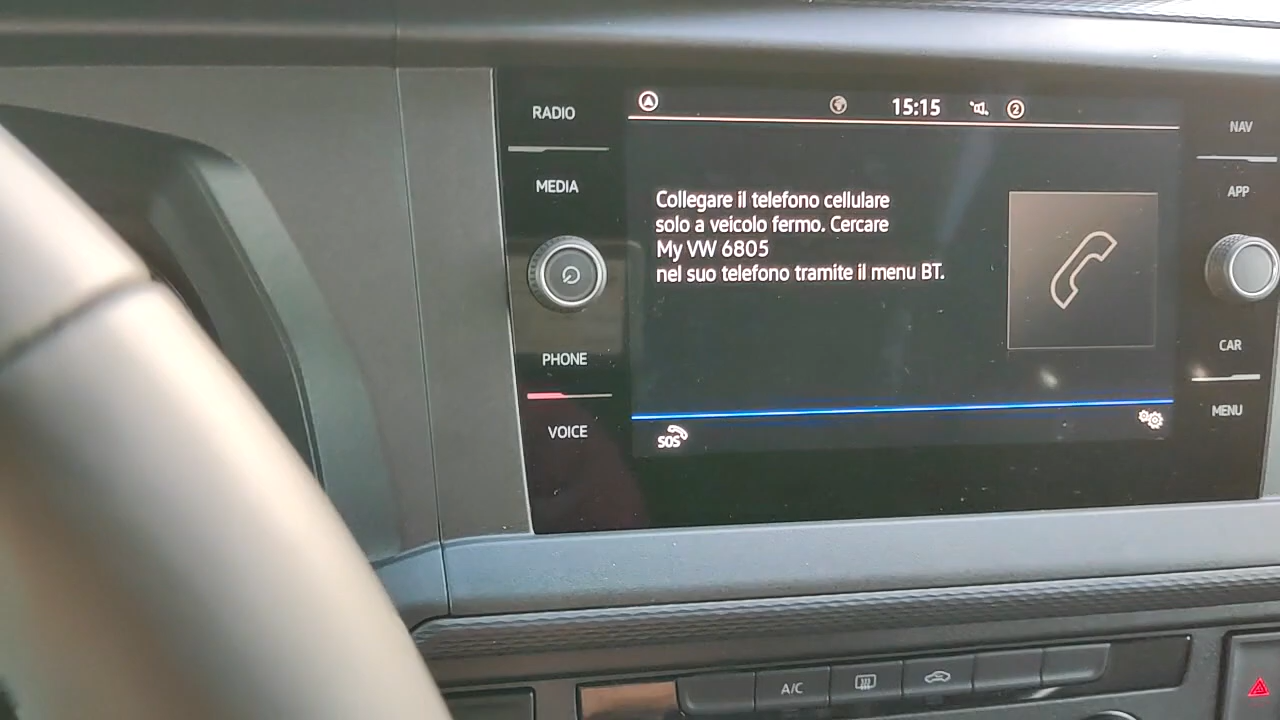 RADIO
MEDIA
PHONE
VOICE
15:15
2
Collegare il telefono cellulare
solo a veicolo fermo. Cercare
My VW 6805
nel suo telefono tramite il menu BT.
SOS
NAV
APP
CAR
MENU
A/C